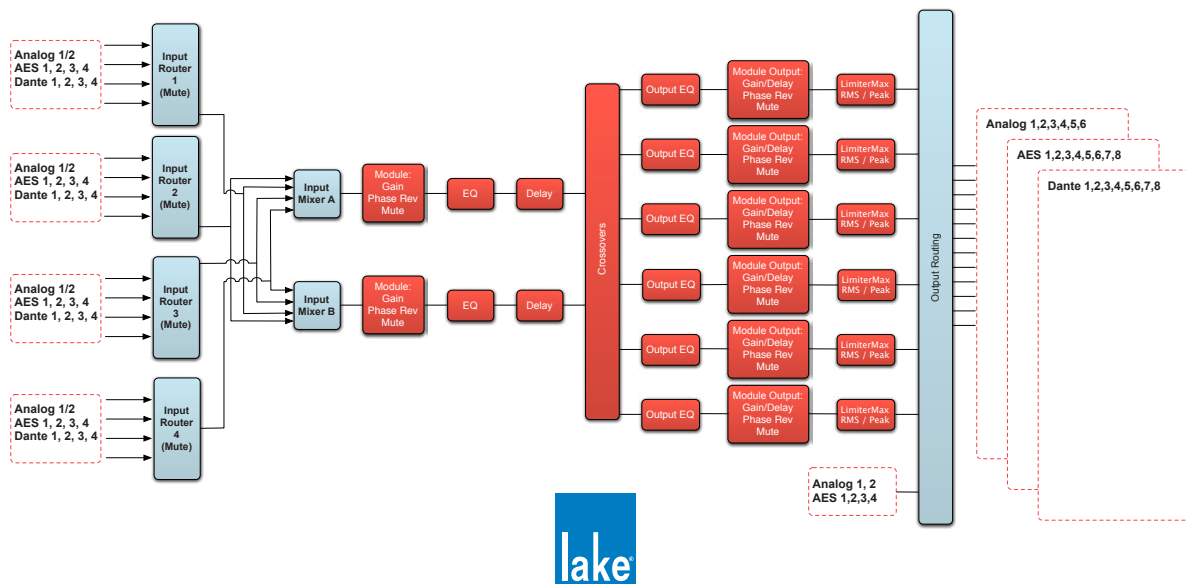 Analog 1/2
AES 1, 2, 3, 4
Dante 1, 2, 3, 4
Input
Router
1
(Mute)
Analog 1/2
AES 1, 2, 3, 4
Dante 1, 2, 3, 4
Input
Router
2
(Mute)
Analog 1/2
AES 1, 2, 3, 4
Dante 1, 2, 3, 4
Input
Router
3
(Mute)
Analog 1/2
AES 1, 2, 3, 4
Dante 1, 2, 3, 4
Input
Router
4
(Mute)
Input
Mixer A
Module:
Gain
Phase Rev
Mute
EQ
Delay
Input
Mixer B
Module:
Gain
Phase Rev
Mute
EQ
Delay
Crossovers
Output EQ
Module Output:
Gain/Delay
Phase Rev
Mute
LimiterMax
RMS / Peak
Output EQ
Module Output:
Gain/Delay
Phase Rev
Mute
LimiterMax
RMS / Peak
Output EQ
Module Output:
Gain/Delay
Phase Rev
Mute
LimiterMax
RMS / Peak
Output EQ
Module Output:
Gain/Delay
Phase Rev
Mute
LimiterMax
RMS / Peak
Output EQ
Module Output:
Gain/Delay
Phase Rev
Mute
LimiterMax
RMS / Peak
Output EQ
Module Output:
Gain/Delay
Phase Rev
Mute
LimiterMax
RMS / Peak
Analog 1, 2
AES 1,2,3,4
Output Routing
Analog 1,2,3,4,5,6
AES 1,2,3,4,5,6,7,8
Dante 1,2,3,4,5,6,7,8
lake®